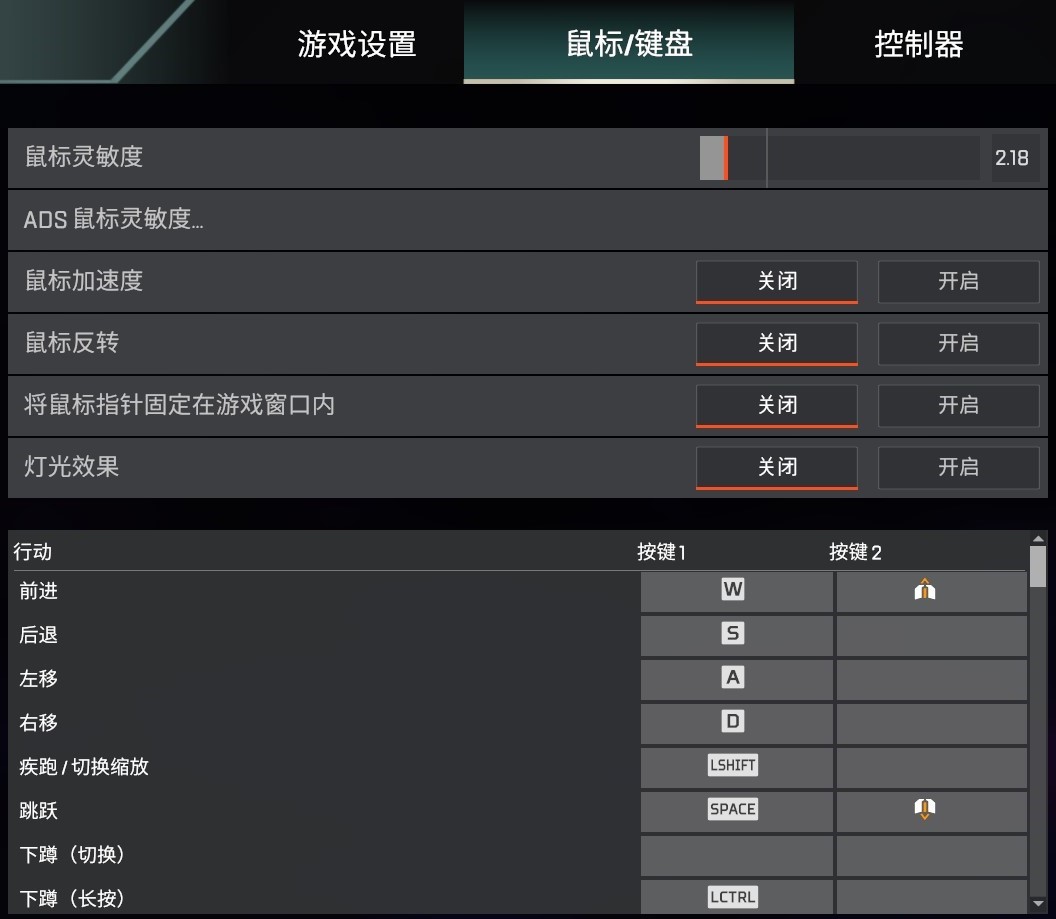 游戏设置 鼠标/键盘 控制器
鼠标灵敏度 2.18
ADS 鼠标灵敏度...
鼠标加速度 关闭 开启
鼠标反转 关闭 开启
将鼠标指针固定在游戏窗口内 关闭 开启
灯光效果 关闭 开启
行动 按键 1 按键 2
前进 W
后退 S
左移 A
右移 D
疾跑 / 切换缩放 LSHIFT
跳跃 SPACE
下蹲（切换）
下蹲（长按） LCTRL